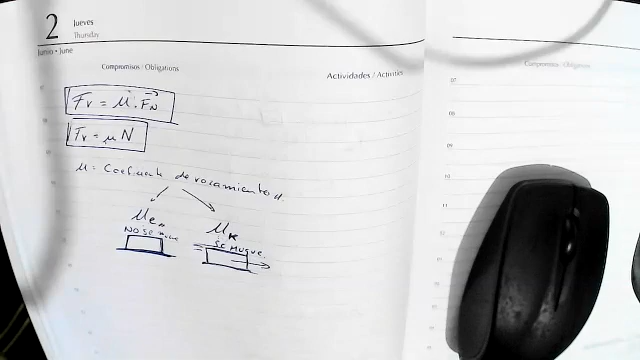 2 Jueves
Thursday
Junio • June
Compromisos / Obligations
Actividades / Activities
Compromisos / Obligations
Fr = μ . F⃗N
Fr = μ N
μ = Coeficiente de rozamiento
μe
μk
NO SE mueve
SE MUEVE.
07
08
09
10
11
12